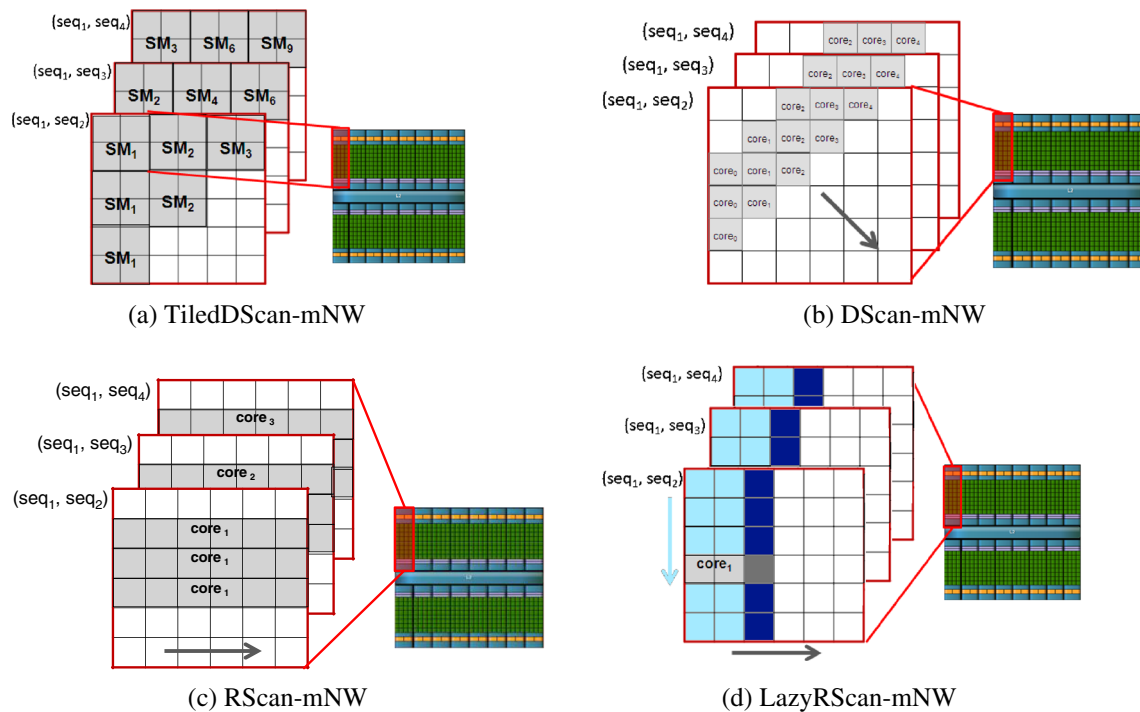 (seq₁, seq₄)
SM₃ SM₆ SM₉
(seq₁, seq₃)
SM₂ SM₄ SM₆
(seq₁, seq₂)
SM₁ SM₂ SM₃
SM₁ SM₂
SM₁
(a) TiledDScan-mNW
(seq₁, seq₄)
core₂ core₃ core₄
(seq₁, seq₃)
core₂ core₃ core₄
(seq₁, seq₂)
core₂ core₃ core₄
core₁ core₂ core₃
core₀ core₁ core₂
core₀ core₁
core₀
(b) DScan-mNW
(seq₁, seq₄)
core₃
(seq₁, seq₃)
core₂
(seq₁, seq₂)
core₁
core₁
core₁
(c) RScan-mNW
(seq₁, seq₄)
(seq₁, seq₃)
(seq₁, seq₂)
core₁
(d) LazyRScan-mNW